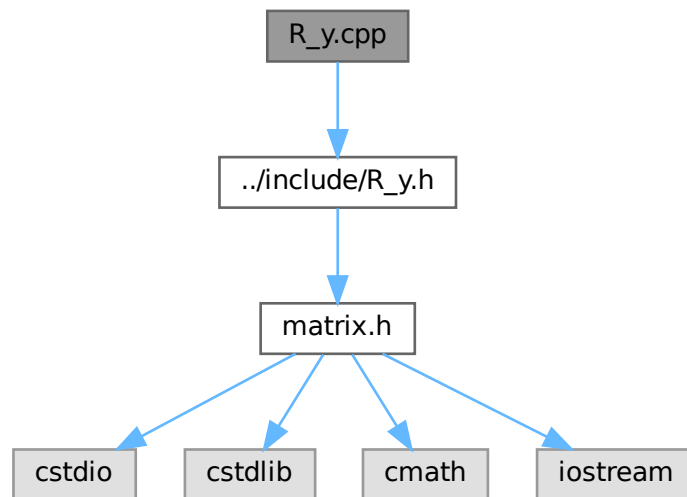 R_y.cpp
../include/R_y.h
matrix.h
cstdio
cstdlib
cmath
iostream